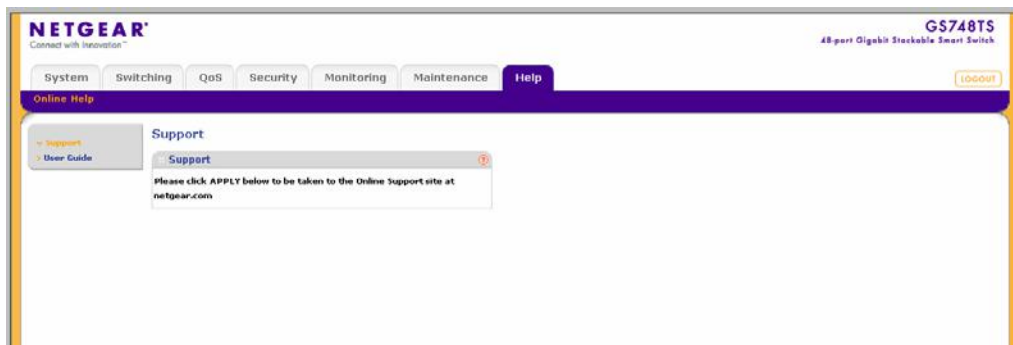 NETGEAR®
GS748TS
Connect with Innovation™
48-port Gigabit Stackable Smart Switch
System Switching QoS Security Monitoring Maintenance Help
LOGOUT
Online Help
Support
User Guide
Support
Support
Please click APPLY below to be taken to the Online Support site at
netgear.com